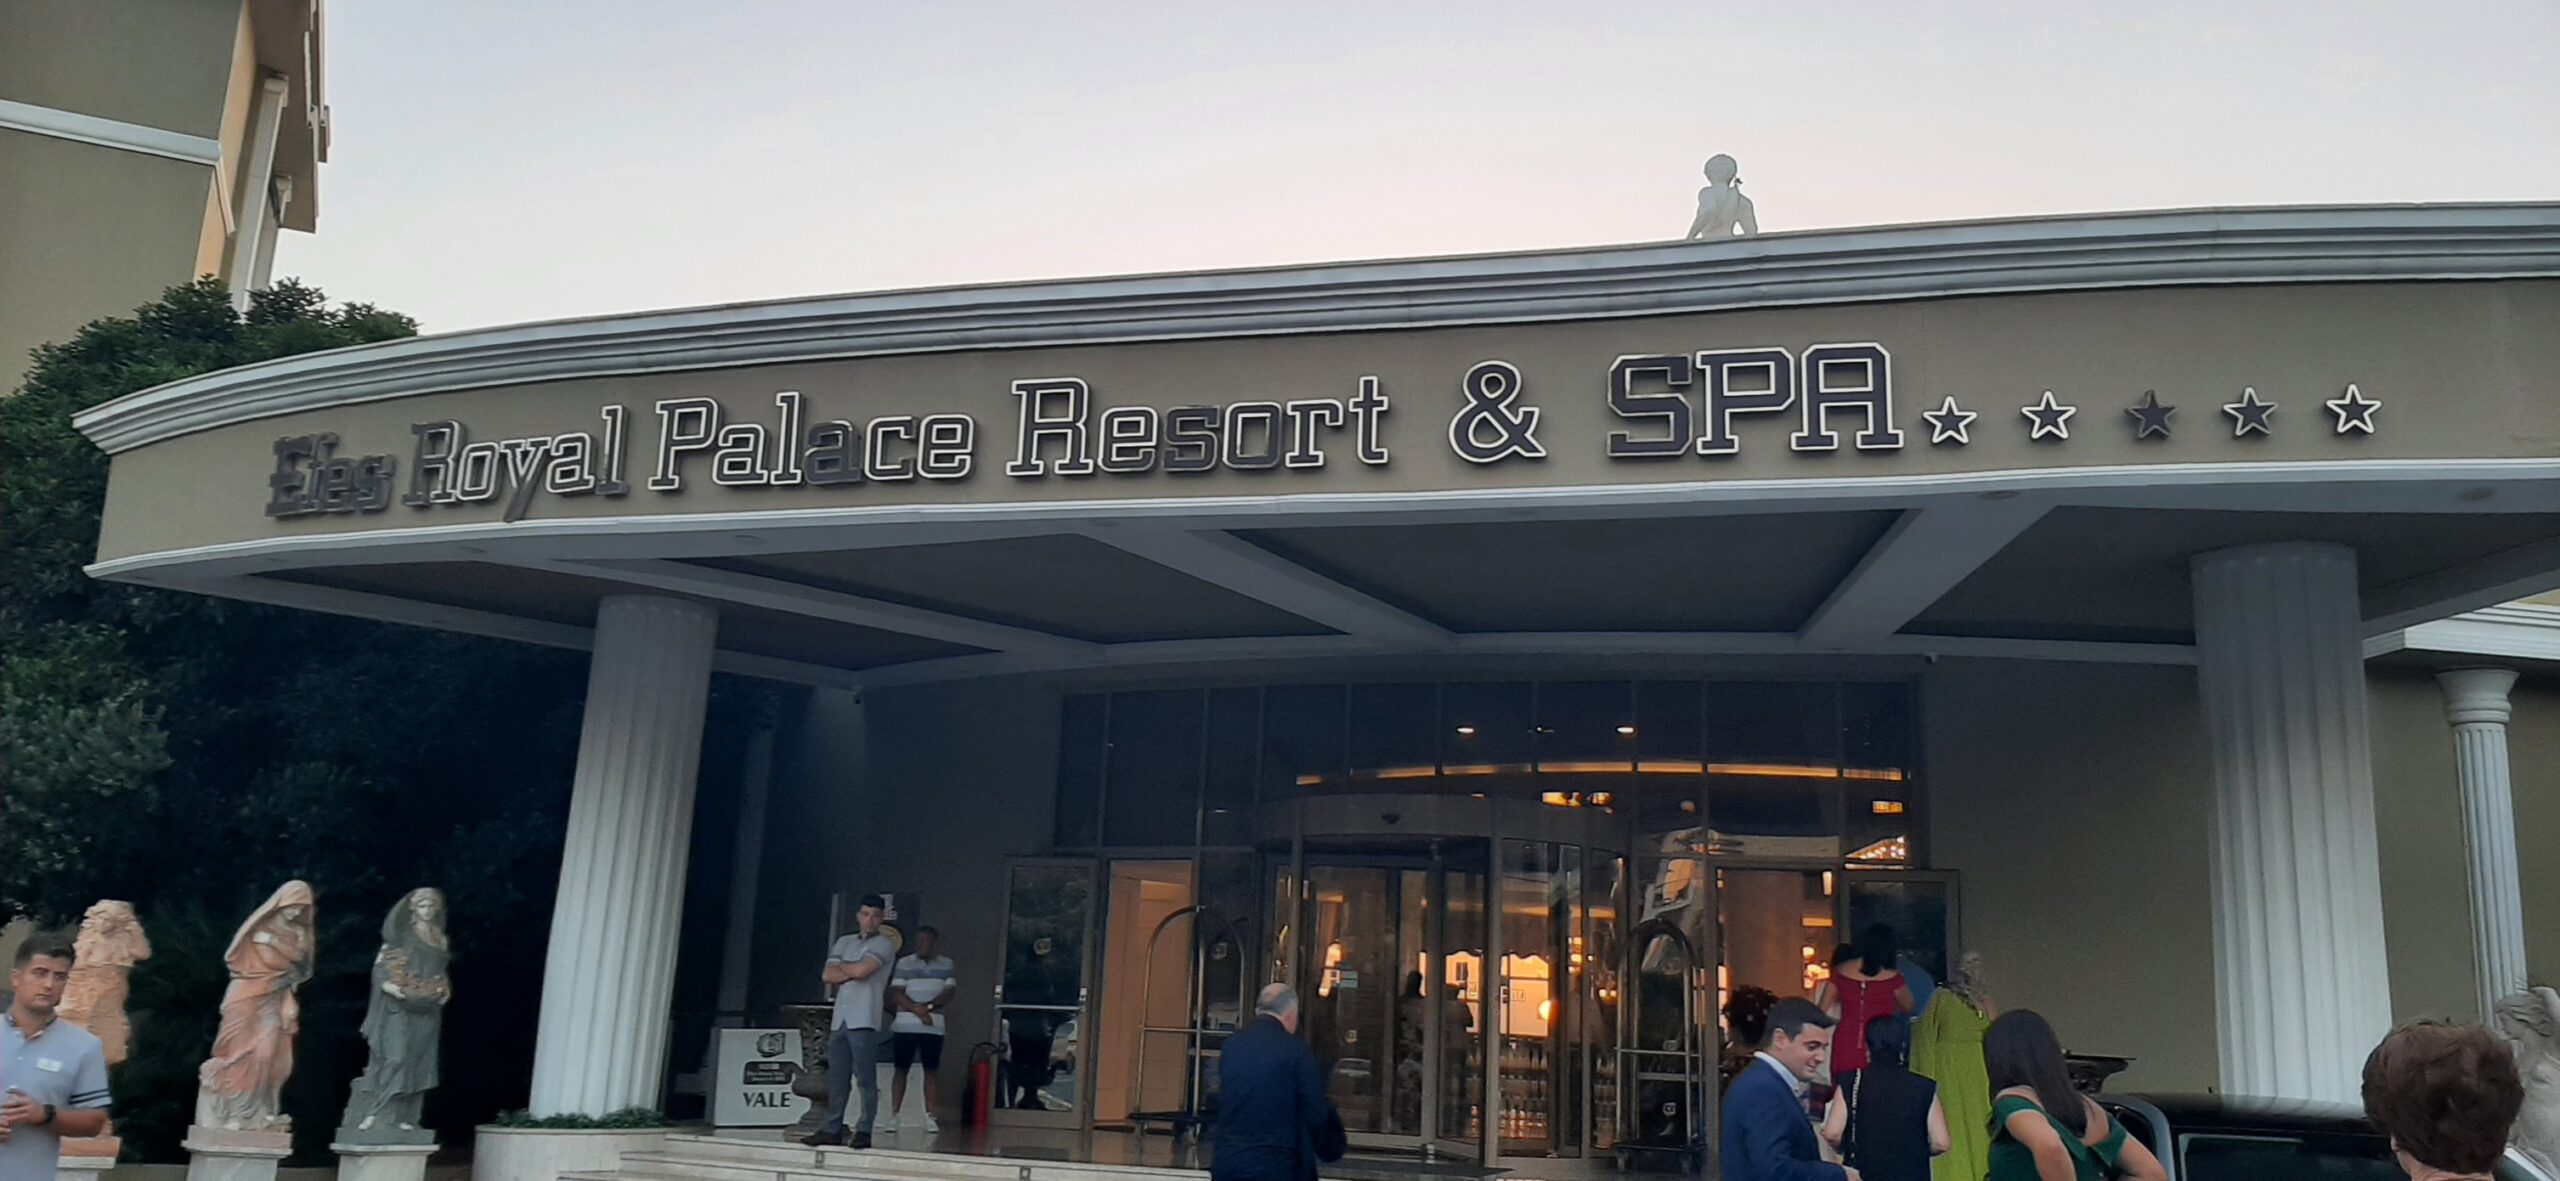 Efes Royal Palace Resort & SPA
VALE